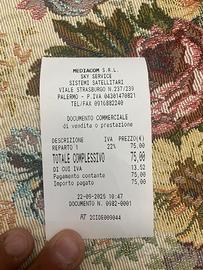 MEDIACOM S.R.L.
SKY SERVICE
SISTEMI SATELLITARI
VIALE STRASBURGO N.237/239
PALERMO - P.IVA 04301470821
TEL/FAX 0916882240
DOCUMENTO COMMERCIALE
di vendita o prestazione
DESCRIZIONE IVA PREZZO(€)
REPARTO 1 22% 75,00
TOTALE COMPLESSIVO 75,00
DI CUI IVA 13,52
Pagamento contante 75,00
Importo pagato 75,00
22-09-2025 10:47
DOCUMENTO N. 0982-0001
RT 2CIDE009044